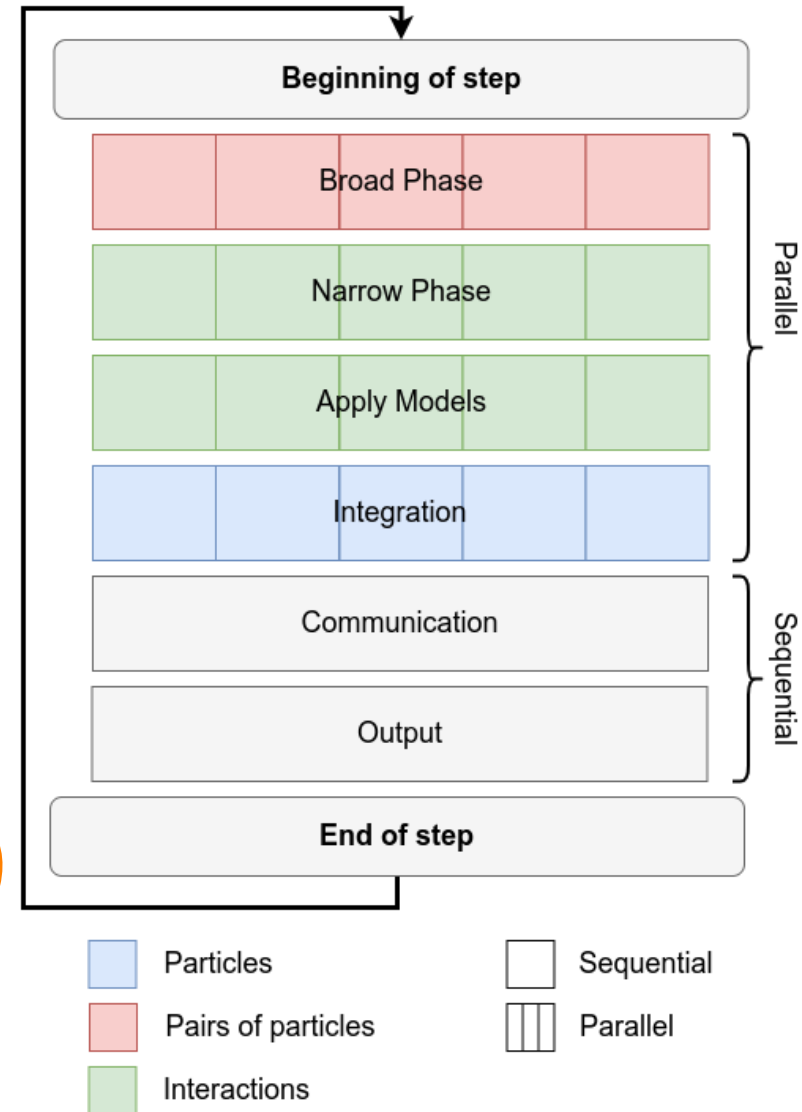 Beginning of step
Broad Phase
Narrow Phase
Apply Models
Integration
Parallel
Communication
Output
Sequential
End of step
Particles
Sequential
Pairs of particles
Parallel
Interactions